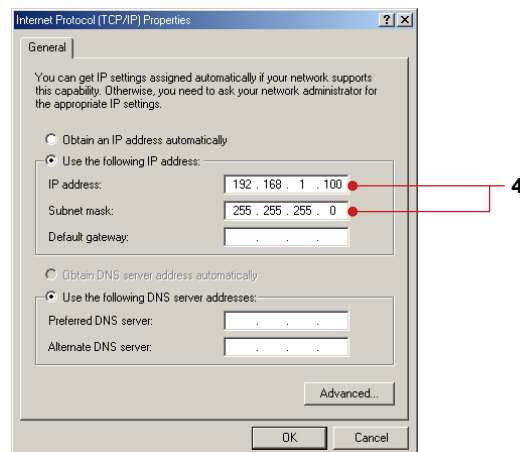 Internet Protocol (TCP/IP) Properties
General
You can get IP settings assigned automatically if your network supports
this capability. Otherwise, you need to ask your network administrator for
the appropriate IP settings.
Obtain an IP address automatically
Use the following IP address:
IP address: 192 . 168 . 1 . 100
4
Subnet mask: 255 . 255 . 255 . 0
Default gateway: . . .
Obtain DNS server address automatically
Use the following DNS server addresses:
Preferred DNS server: . . .
Alternate DNS server: . . .
Advanced...
OK Cancel